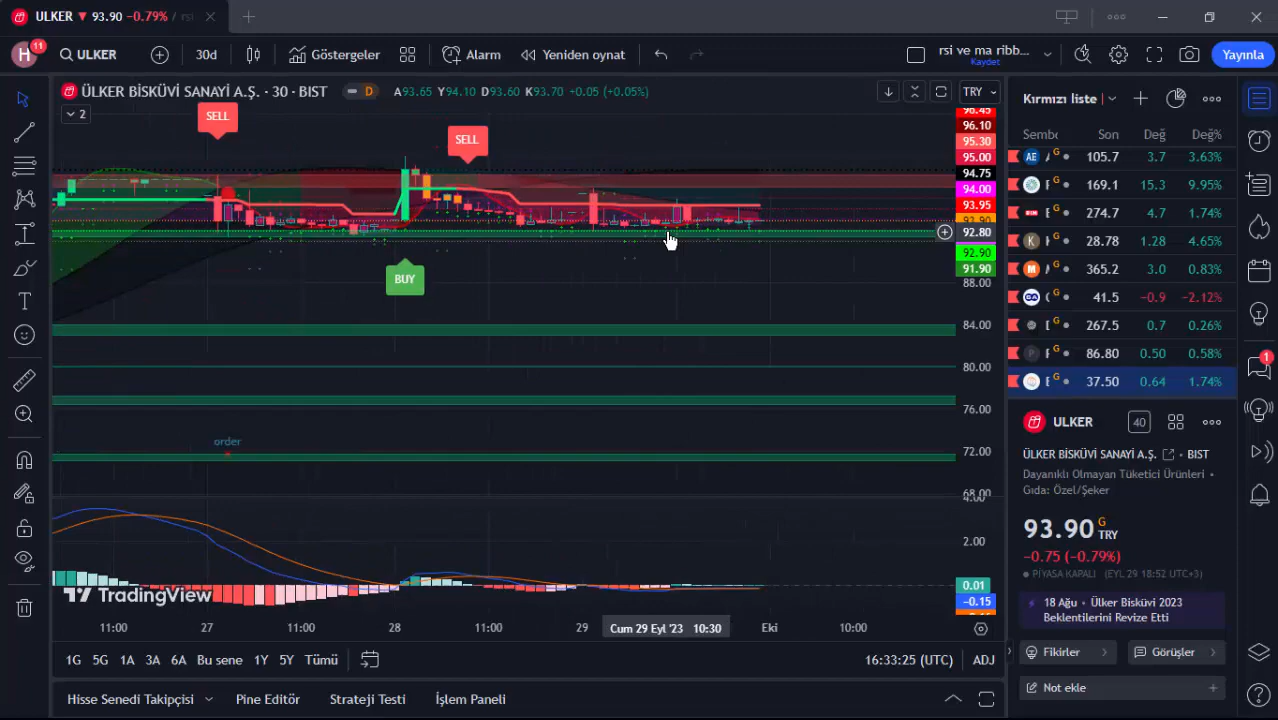 ULKER 93.90 −0.79% / rsi
H 11 ULKER 30d Göstergeler Alarm Yeniden oynat rsi ve ma ribb... Kaydet Yayınla
ÜLKER BİSKÜVİ SANAYİ A.Ş. · 30 · BIST D A93.65 Y94.10 D93.60 K93.70 +0.05 (+0.05%) TRY
2
SELL
SELL
BUY
order
96.45
96.10
95.30
95.00
94.75
94.00
93.95
93.90
92.80
92.90
91.90
88.00
84.00
80.00
76.00
72.00
68.00
4.00
2.00
0.01
−0.15
TradingView
11:00 27 11:00 28 11:00 29 Cum 29 Eyl '23 10:30 Eki 10:00
1G 5G 1A 3A 6A Bu sene 1Y 5Y Tümü 16:33:25 (UTC) ADJ
Hisse Senedi Takipçisi Pine Editör Strateji Testi İşlem Paneli
Kırmızı liste
Sembo Son Değ Değ%
105.7 3.7 3.63%
169.1 15.3 9.95%
274.7 4.7 1.74%
28.78 1.28 4.65%
365.2 3.0 0.83%
41.5 −0.9 −2.12%
267.5 0.7 0.26%
86.80 0.50 0.58%
37.50 0.64 1.74%
ULKER 40
ÜLKER BİSKÜVİ SANAYİ A.Ş. · BIST
Dayanıklı Olmayan Tüketici Ürünleri •
Gıda: Özel/Şeker
93.90 G TRY
−0.75 (−0.79%)
PİYASA KAPALI (EYL 29 18:52 UTC+3)
18 Ağu · Ülker Bisküvi 2023
Beklentilerini Revize Etti
Fikirler Görüşler
Not ekle
1